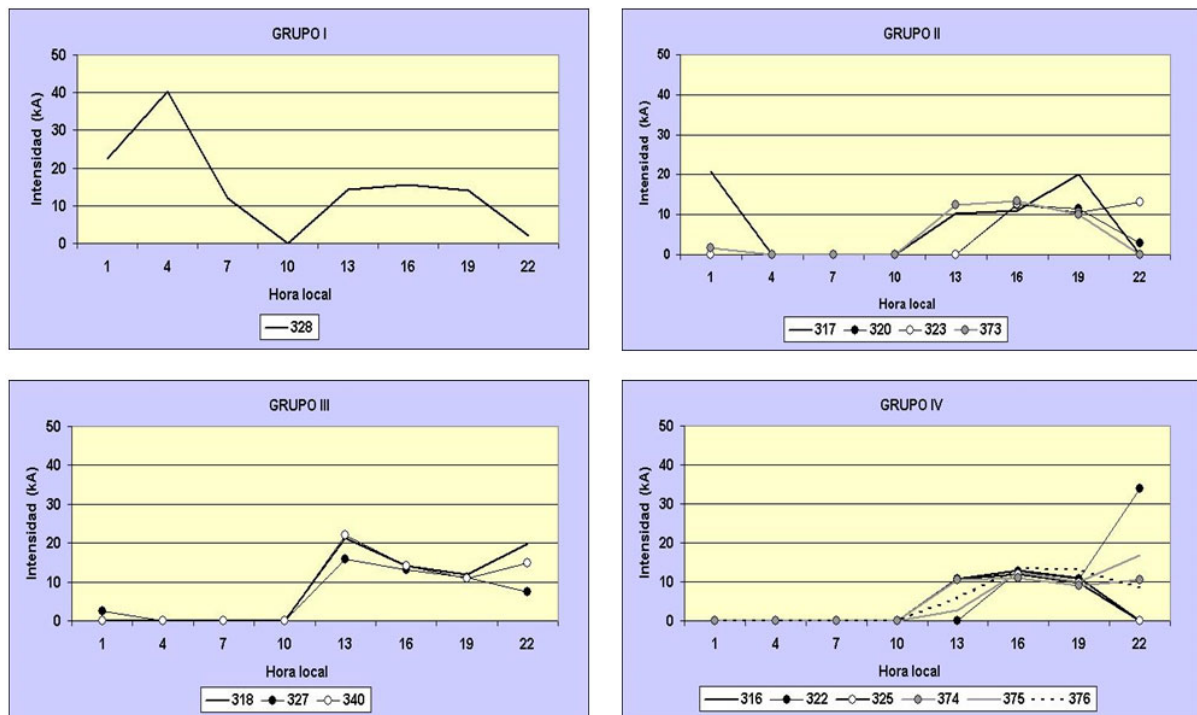 GRUPO I
Intensidad (kA)
50
40
30
20
10
0
1 4 7 10 13 16 19 22
Hora local
328
GRUPO II
Intensidad (kA)
50
40
30
20
10
0
1 4 7 10 13 16 19 22
Hora local
317 320 323 373
GRUPO III
Intensidad (kA)
50
40
30
20
10
0
1 4 7 10 13 16 19 22
Hora local
318 327 340
GRUPO IV
Intensidad (kA)
50
40
30
20
10
0
1 4 7 10 13 16 19 22
Hora local
316 322 325 374 375 376